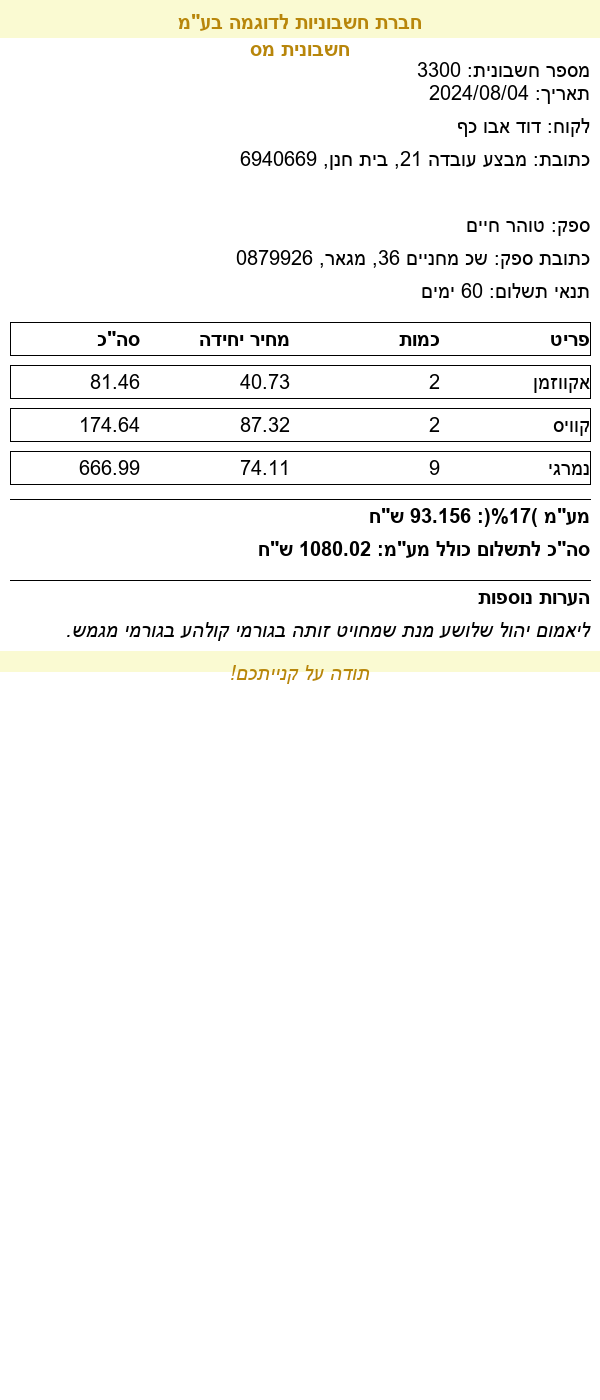 חברת חשבוניות לדוגמה בע"מ
חשבונית מס
מספר חשבונית: 3300
תאריך: 2024/08/04
לקוח: דוד אבו כף
כתובת: מבצע עובדה 21, בית חנן, 6940669
ספק: טוהר חיים
כתובת ספק: שכ מחניים 36, מגאר, 0879926
תנאי תשלום: 60 ימים
פריט כמות מחיר יחידה סה"כ
אקווזמן 2 40.73 81.46
קוויס 2 87.32 174.64
נמרגי 9 74.11 666.99
מע"מ )17%(: 93.156 ש"ח
סה"כ לתשלום כולל מע"מ: 1080.02 ש"ח
הערות נוספות
ליאמום יהול שלושע מנת שמחויט זותה בגורמי קולהע בגורמי מגמש.
תודה על קנייתכם!